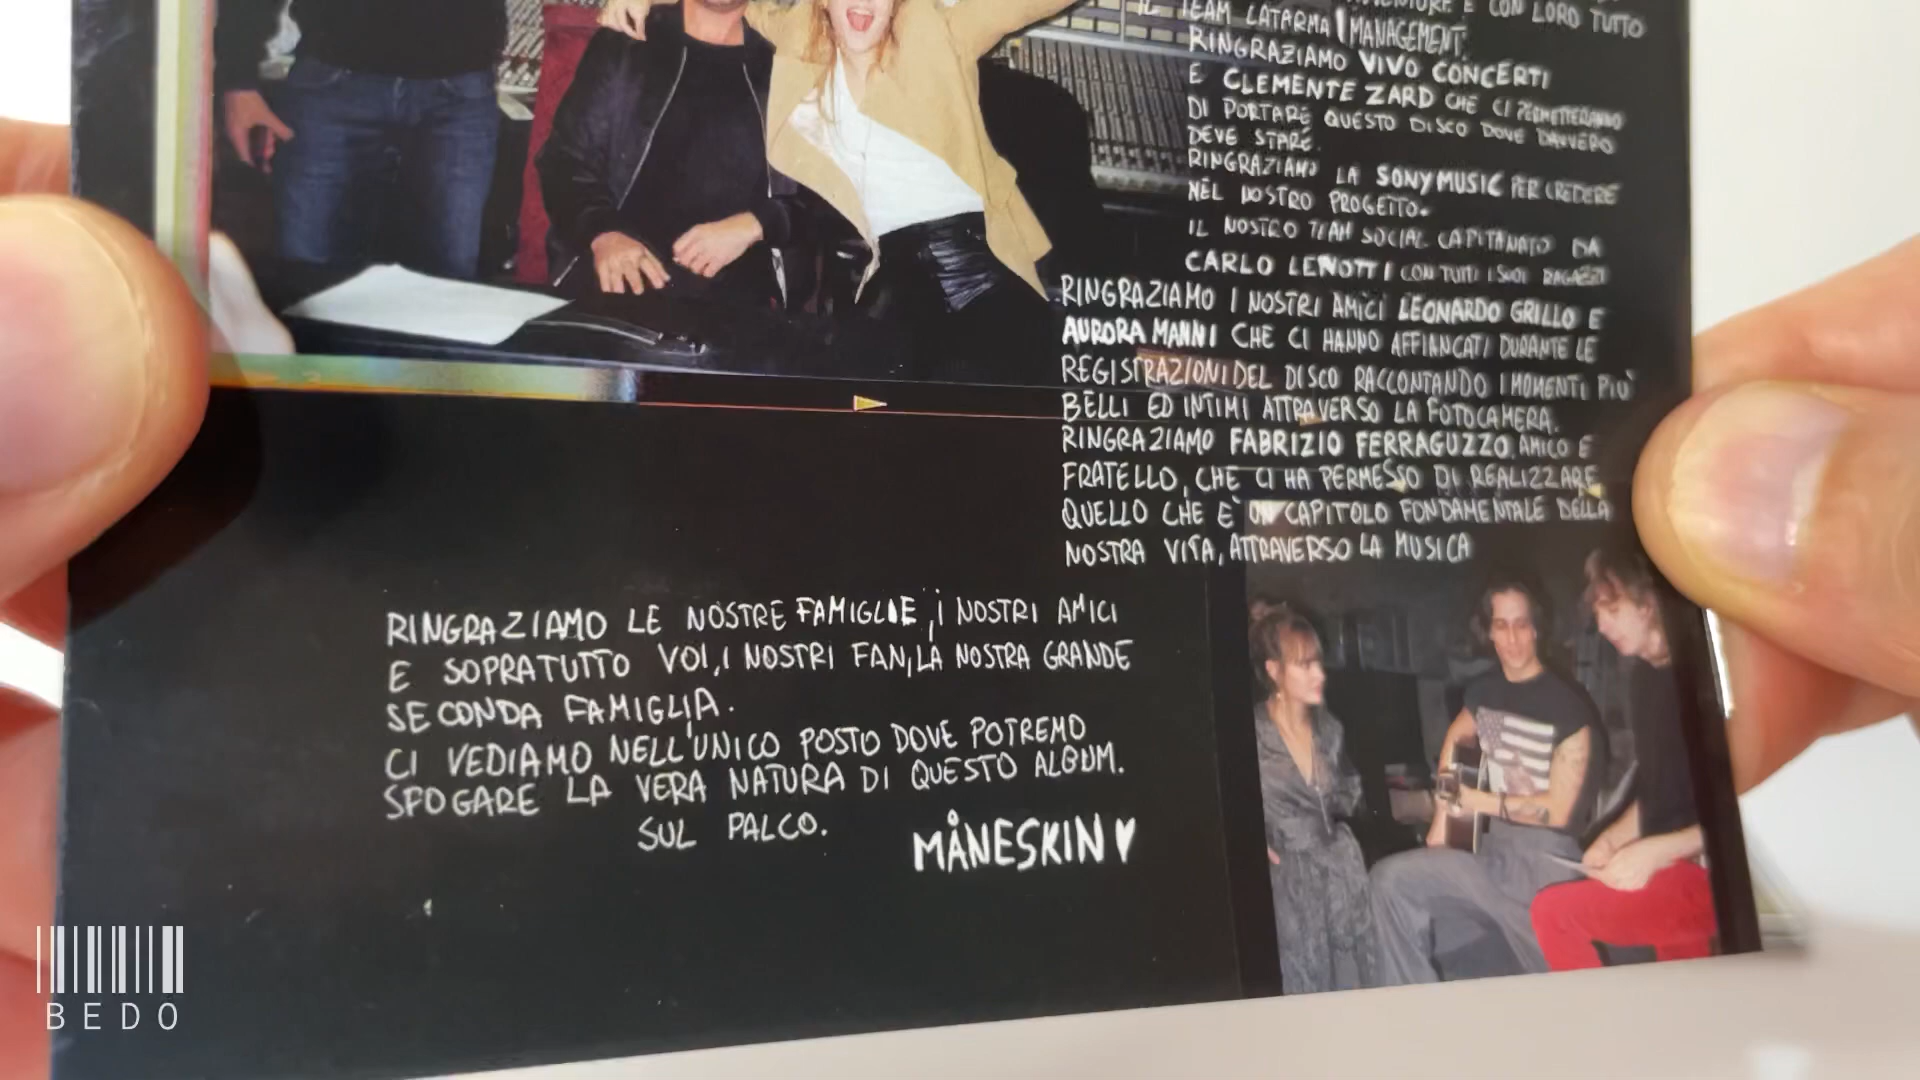 E CON LORO TUTTO
IL TEAM LATARMA MANAGEMENT.
RINGRAZIAMO VIVO CONCERTI
E CLEMENTE ZARD CHE CI PERMETTERANNO
DI PORTARE QUESTO DISCO DOVE DAVVERO
DEVE STARE.
RINGRAZIAMO LA SONY MUSIC PER CREDERE
NEL NOSTRO PROGETTO.
IL NOSTRO TEAM SOCIAL CAPITANATO DA
CARLO LENOTTI CON TUTTI I SUOI RAGAZZI
RINGRAZIAMO I NOSTRI AMICI LEONARDO GRILLO E
AURORA MANNI CHE CI HANNO AFFIANCATI DURANTE LE
REGISTRAZIONI DEL DISCO RACCONTANDO I MOMENTI PIÙ
BELLI ED INTIMI ATTRAVERSO LA FOTOCAMERA.
RINGRAZIAMO FABRIZIO FERRAGUZZO, AMICO E
FRATELLO, CHE CI HA PERMESSO DI REALIZZARE
QUELLO CHE È UN CAPITOLO FONDAMENTALE DELLA
NOSTRA VITA, ATTRAVERSO LA MUSICA
RINGRAZIAMO LE NOSTRE FAMIGLIE, i NOSTRI AMICI
E SOPRATUTTO VOI, I NOSTRI FAN, LA NOSTRA GRANDE
SECONDA FAMIGLIA.
CI VEDIAMO NELL'UNICO POSTO DOVE POTREMO
SFOGARE LA VERA NATURA DI QUESTO ALBUM.
SUL PALCO.
MÅNESKIN ♥
BEDO